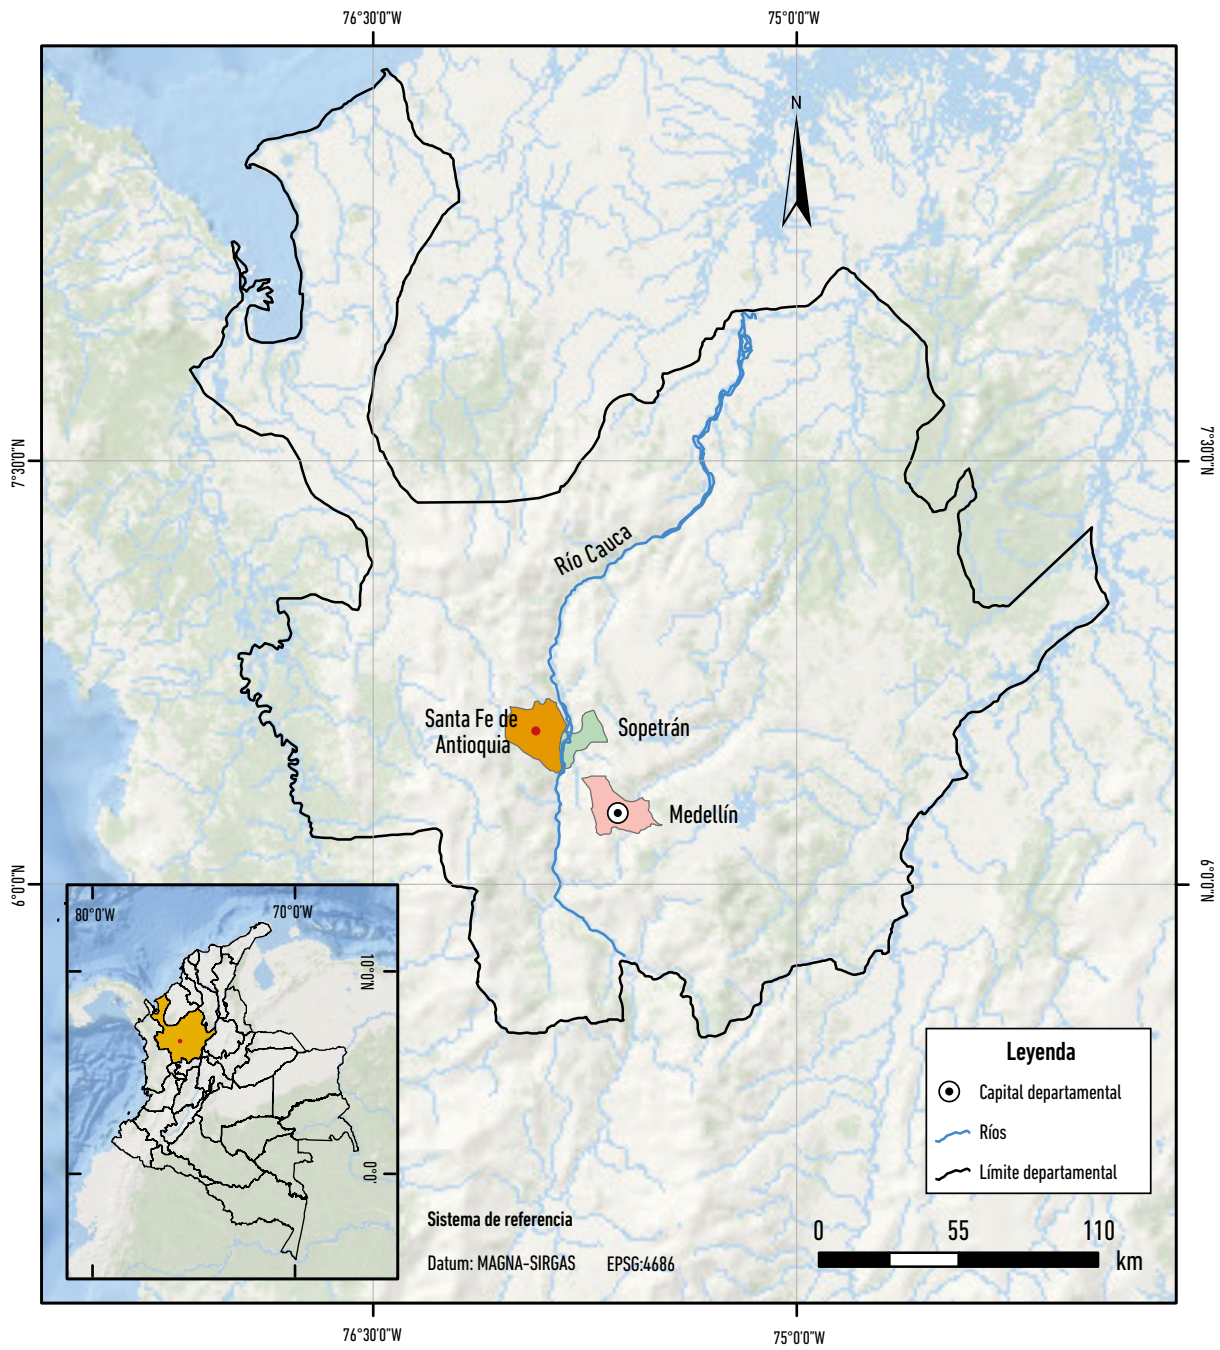 76°30'0"W
75°0'0"W
N
7°30'0"N
7°30'0"N
Río Cauca
Santa Fe de
Antioquia
Sopetrán
Medellín
6°0'0"N
6°0'0"N
80°0'W
70°0'W
10°0'N
0°0'
Leyenda
Capital departamental
Ríos
Límite departamental
Sistema de referencia
Datum: MAGNA-SIRGAS EPSG:4686
0 55 110
km
76°30'0"W
75°0'0"W